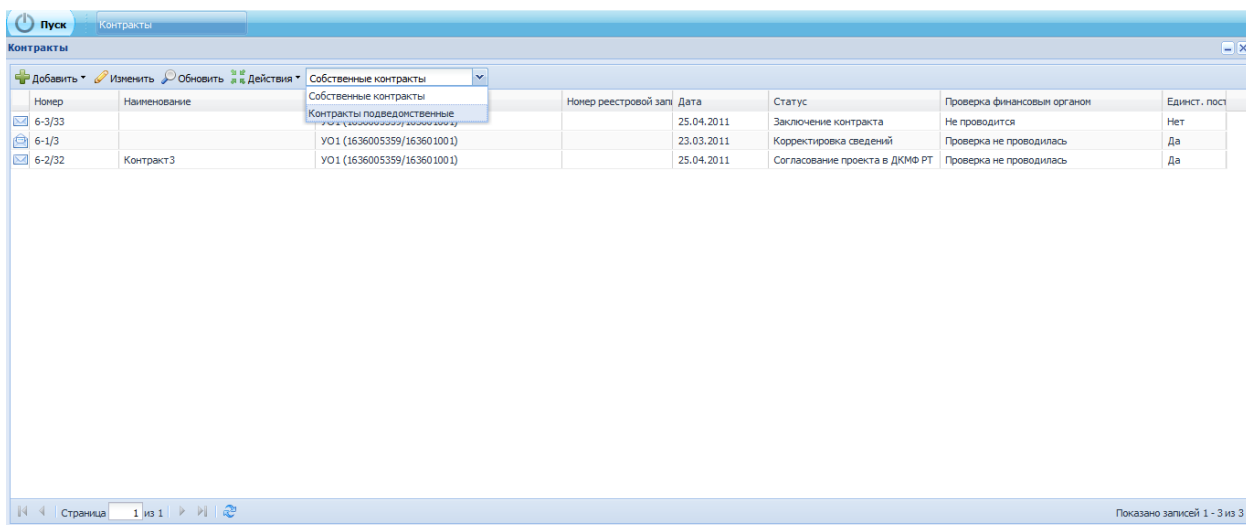 Пуск Контракты
Контракты
Добавить Изменить Обновить Действия Собственные контракты
Собственные контракты
Контракты подведомственные
Номер Наименование Номер реестровой запи Дата Статус Проверка финансовым органом Единст. пост
6-3/33 УО1 (1636005359/163601001) 25.04.2011 Заключение контракта Не проводится Нет
6-1/3 УО1 (1636005359/163601001) 23.03.2011 Корректировка сведений Проверка не проводилась Да
6-2/32 Контракт3 УО1 (1636005359/163601001) 25.04.2011 Согласование проекта в ДКМФ РТ Проверка не проводилась Да
Страница 1 из 1 Показано записей 1 - 3 из 3